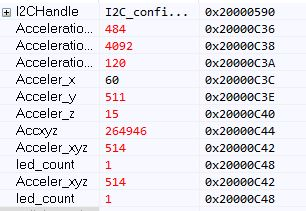 I2CHandle I2C_confi... 0x20000590
Acceleratio... 484 0x20000C36
Acceleratio... 4092 0x20000C38
Acceleratio... 120 0x20000C3A
Acceler_x 60 0x20000C3C
Acceler_y 511 0x20000C3E
Acceler_z 15 0x20000C40
Accxyz 264946 0x20000C44
Acceler_xyz 514 0x20000C42
led_count 1 0x20000C48
Acceler_xyz 514 0x20000C42
led_count 1 0x20000C48